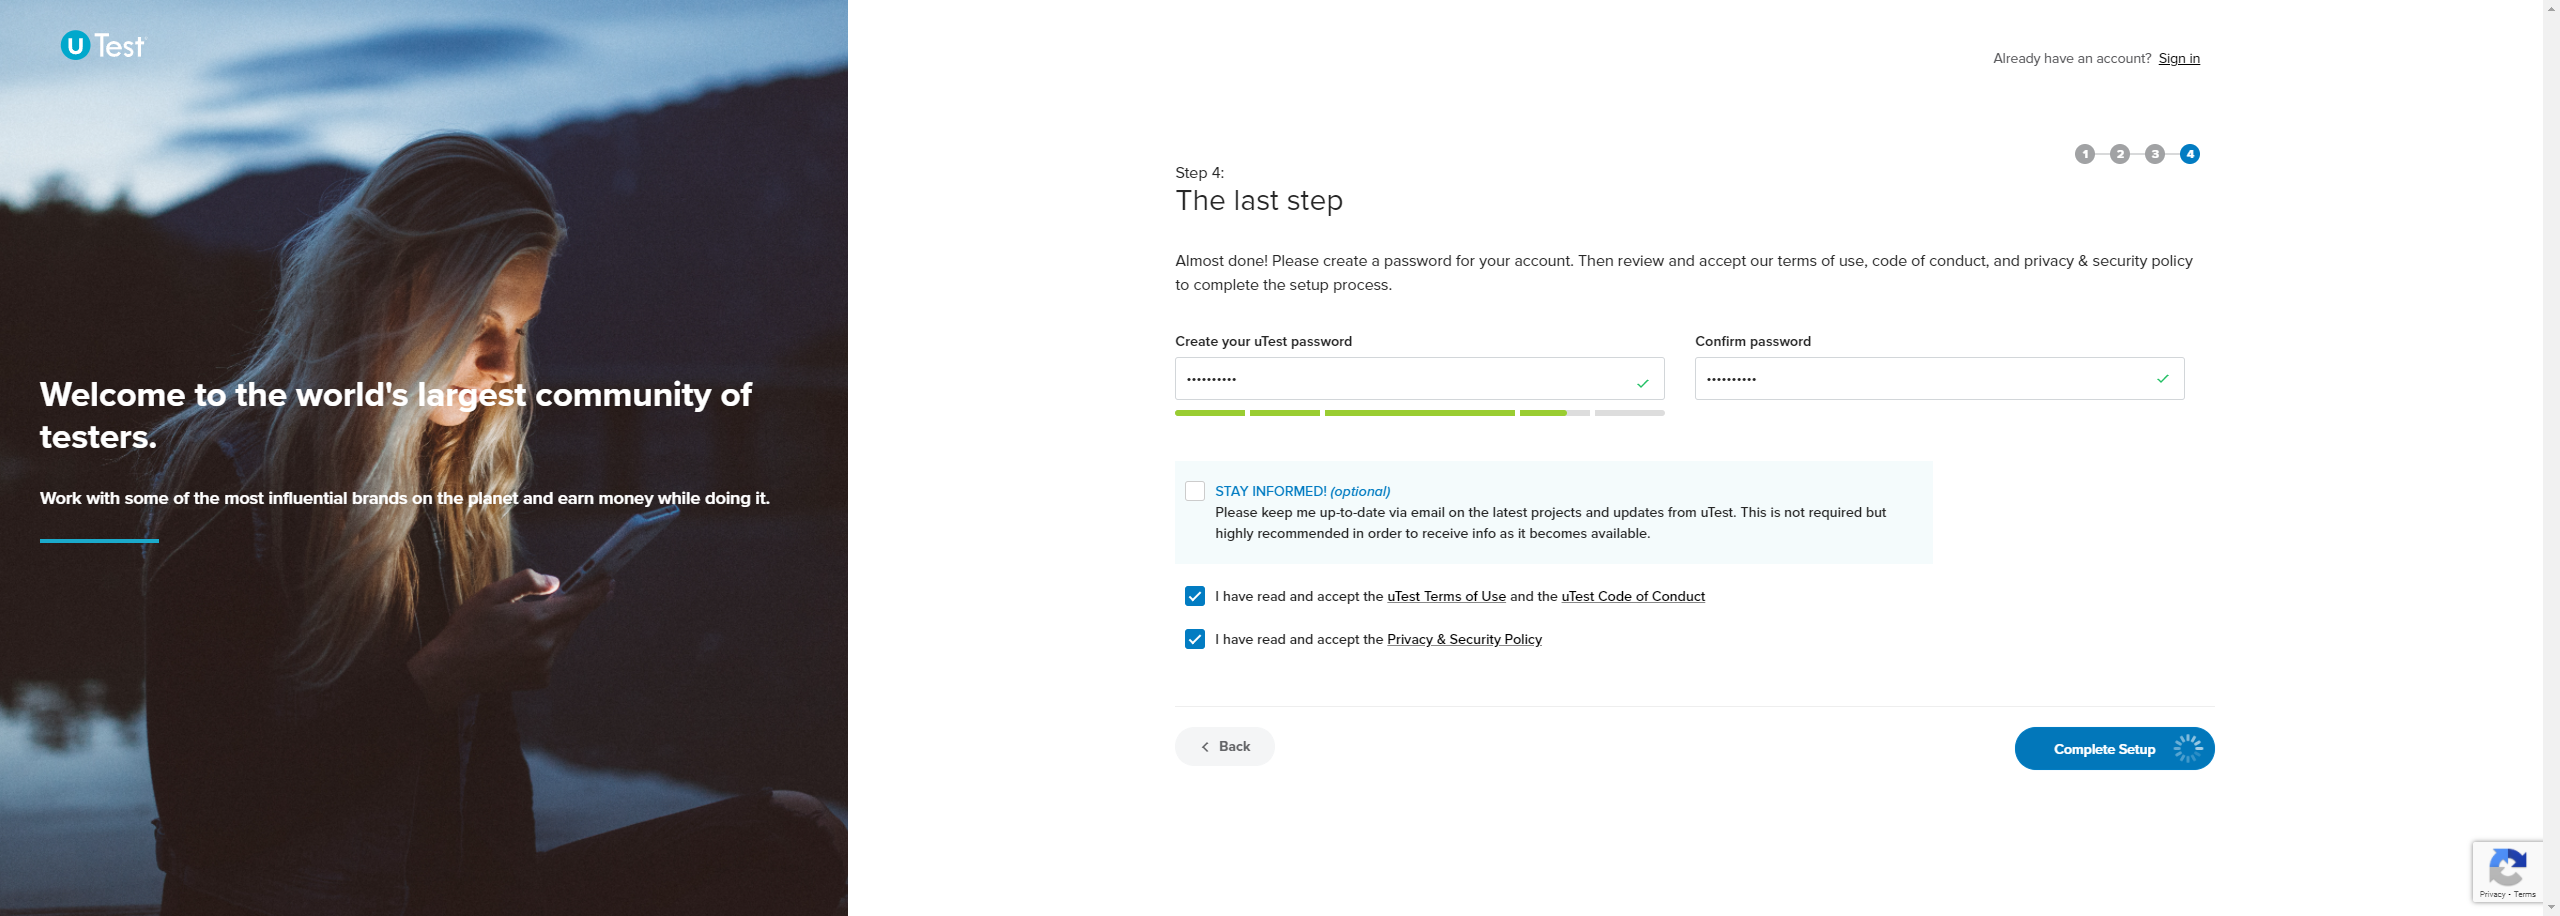 U Test
Already have an account? Sign in
1 2 3 4
Step 4:
The last step
Almost done! Please create a password for your account. Then review and accept our terms of use, code of conduct, and privacy & security policy
to complete the setup process.
Create your uTest password
Confirm password
••••••••••
••••••••••
Welcome to the world's largest community of
testers.
Work with some of the most influential brands on the planet and earn money while doing it.
STAY INFORMED! (optional)
Please keep me up-to-date via email on the latest projects and updates from uTest. This is not required but
highly recommended in order to receive info as it becomes available.
I have read and accept the uTest Terms of Use and the uTest Code of Conduct
I have read and accept the Privacy & Security Policy
Back
Complete Setup
Privacy - Terms